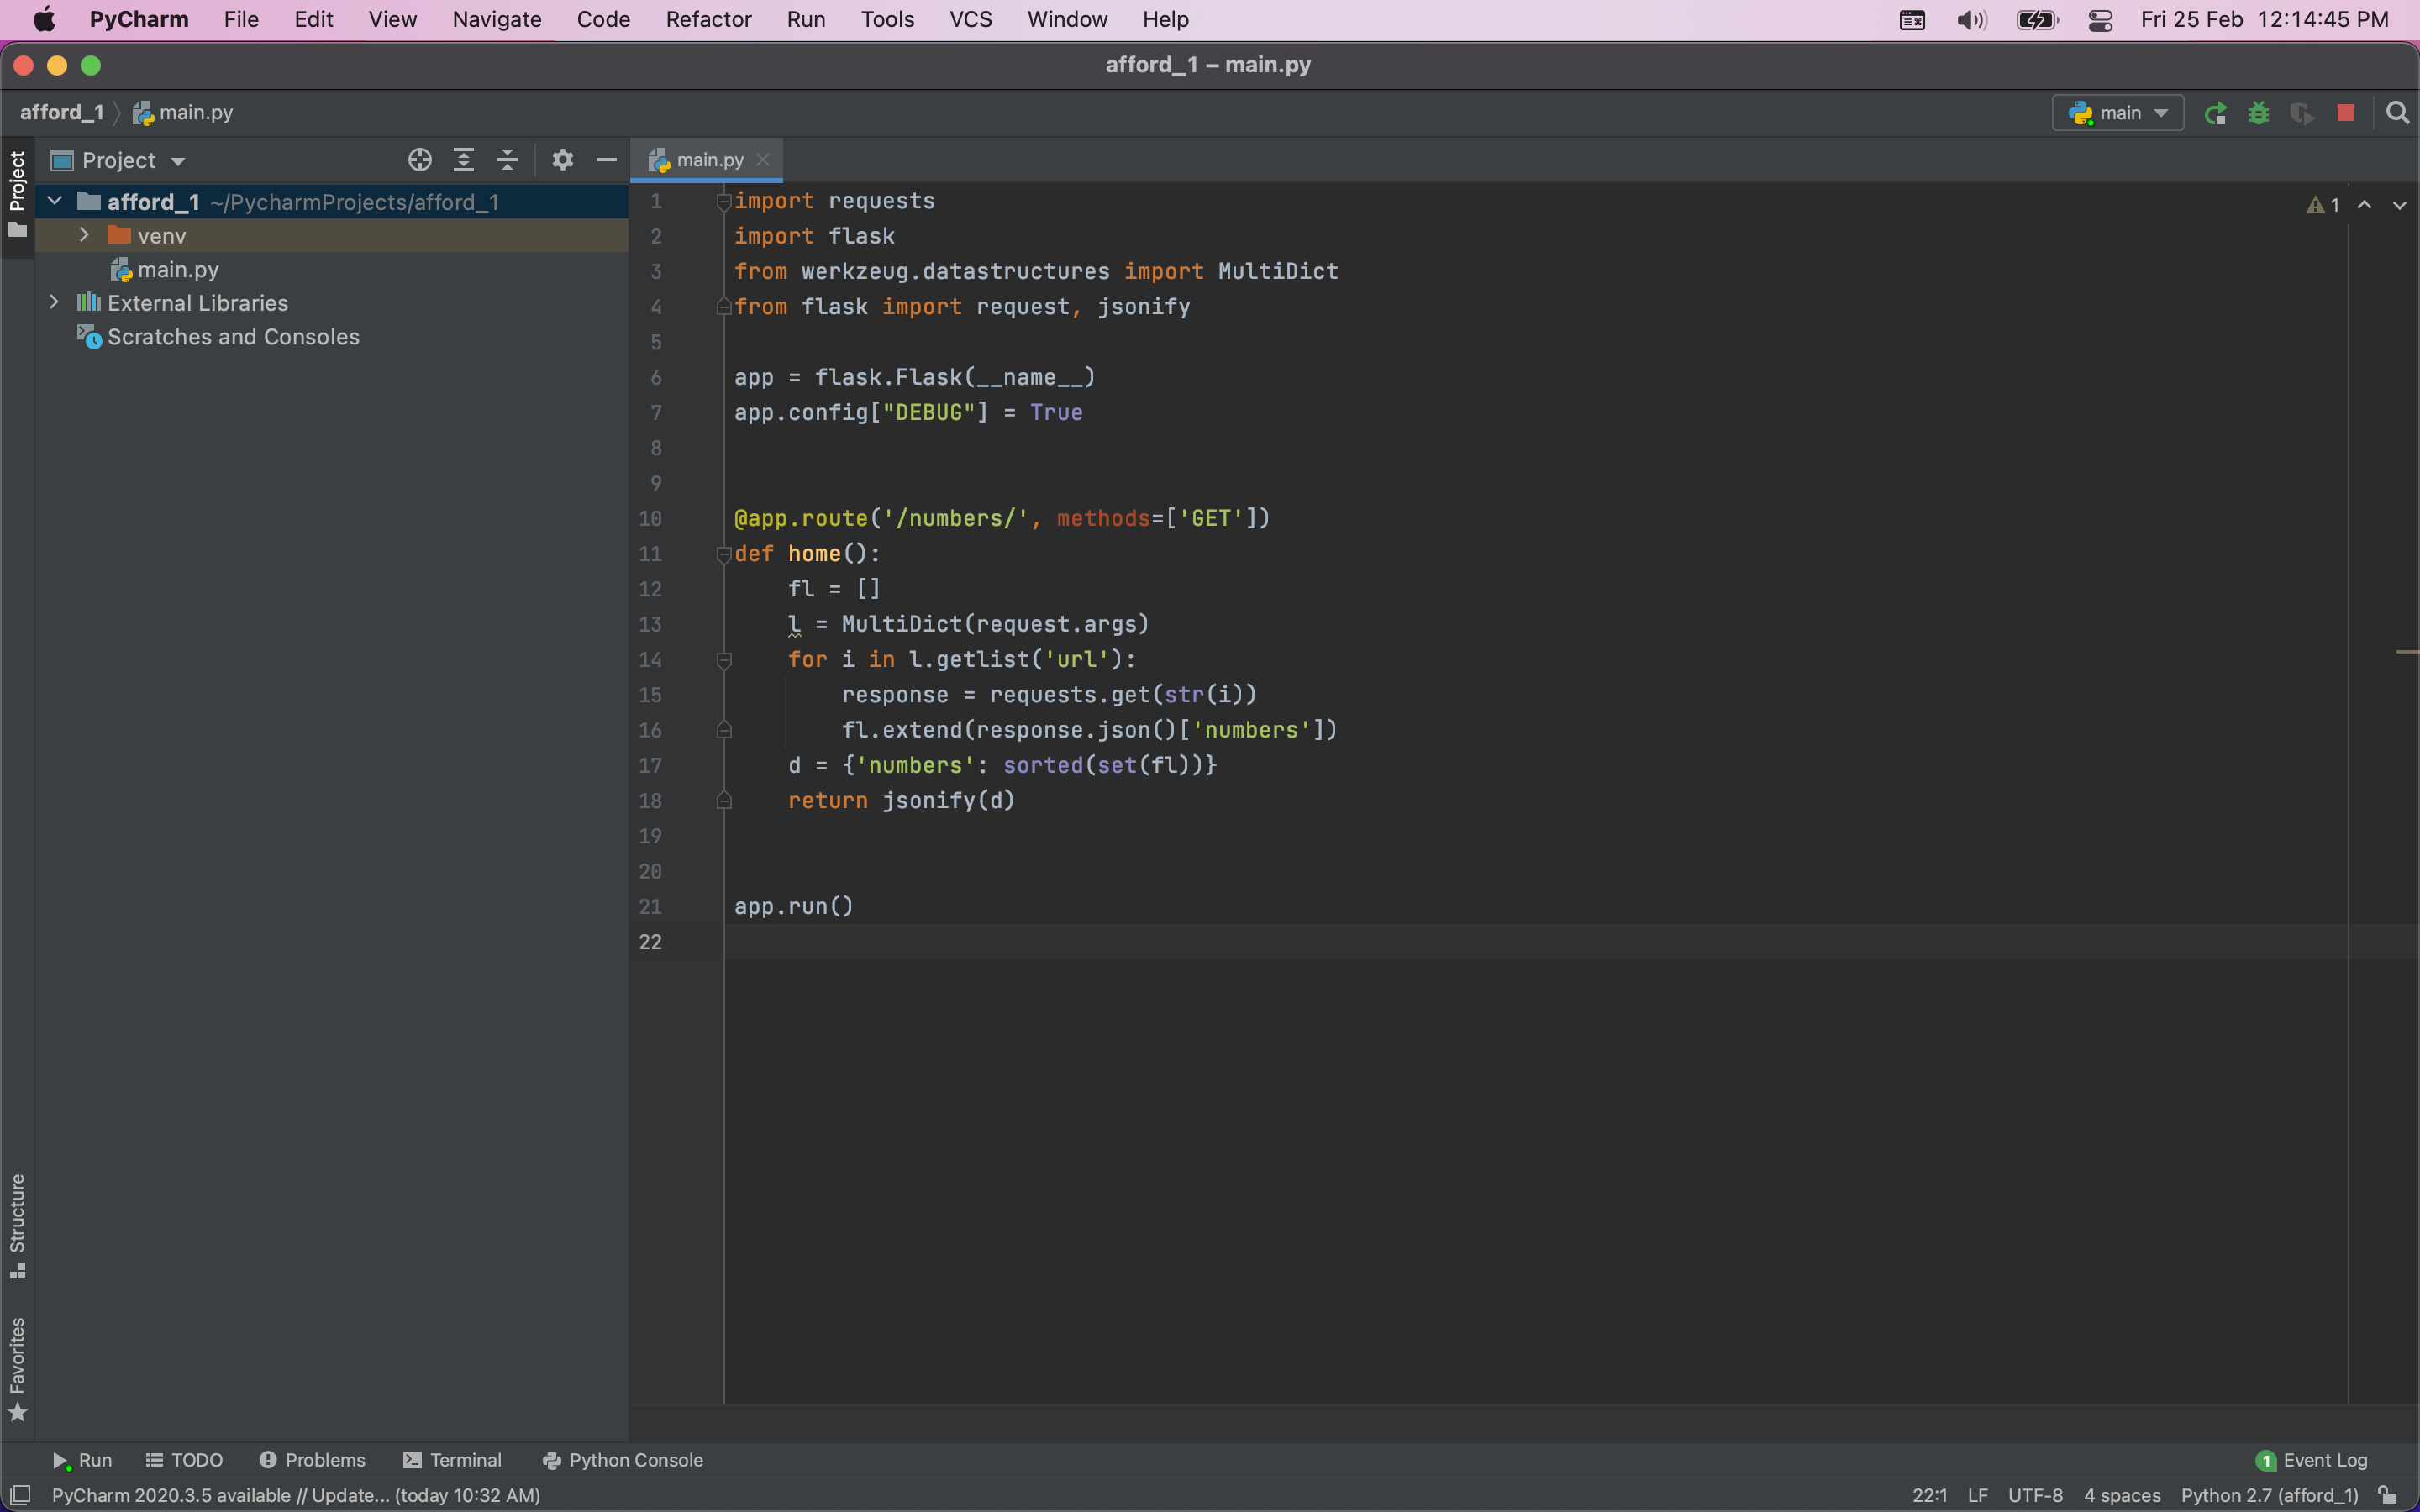 PyCharm File Edit View Navigate Code Refactor Run Tools VCS Window Help Fri 25 Feb 12:14:45 PM
afford_1 – main.py
afford_1 main.py main
Project
Project
afford_1 ~/PycharmProjects/afford_1
venv
main.py
External Libraries
Scratches and Consoles
Structure
Favorites
main.py
1 import requests
2 import flask
3 from werkzeug.datastructures import MultiDict
4 from flask import request, jsonify
5
6 app = flask.Flask(__name__)
7 app.config["DEBUG"] = True
8
9
10 @app.route('/numbers/', methods=['GET'])
11 def home():
12     fl = []
13     l = MultiDict(request.args)
14     for i in l.getlist('url'):
15         response = requests.get(str(i))
16         fl.extend(response.json()['numbers'])
17     d = {'numbers': sorted(set(fl))}
18     return jsonify(d)
19
20
21 app.run()
22
1
Run TODO Problems Terminal Python Console 1 Event Log
PyCharm 2020.3.5 available // Update... (today 10:32 AM) 22:1 LF UTF-8 4 spaces Python 2.7 (afford_1)